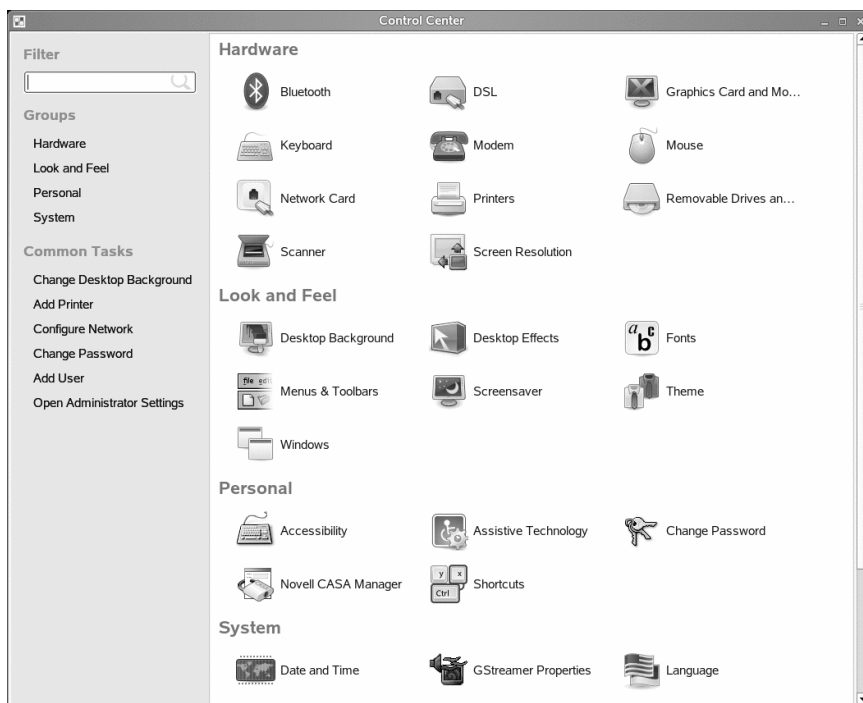 Control Center
Filter
Groups
Hardware
Look and Feel
Personal
System
Common Tasks
Change Desktop Background
Add Printer
Configure Network
Change Password
Add User
Open Administrator Settings
Hardware
Bluetooth
DSL
Graphics Card and Mo...
Keyboard
Modem
Mouse
Network Card
Printers
Removable Drives an...
Scanner
Screen Resolution
Look and Feel
Desktop Background
Desktop Effects
a b c
Fonts
file edi
Menus & Toolbars
Screensaver
Theme
Windows
Personal
Accessibility
Assistive Technology
Change Password
Novell CASA Manager
y x
Ctrl
Shortcuts
System
Date and Time
GStreamer Properties
Language